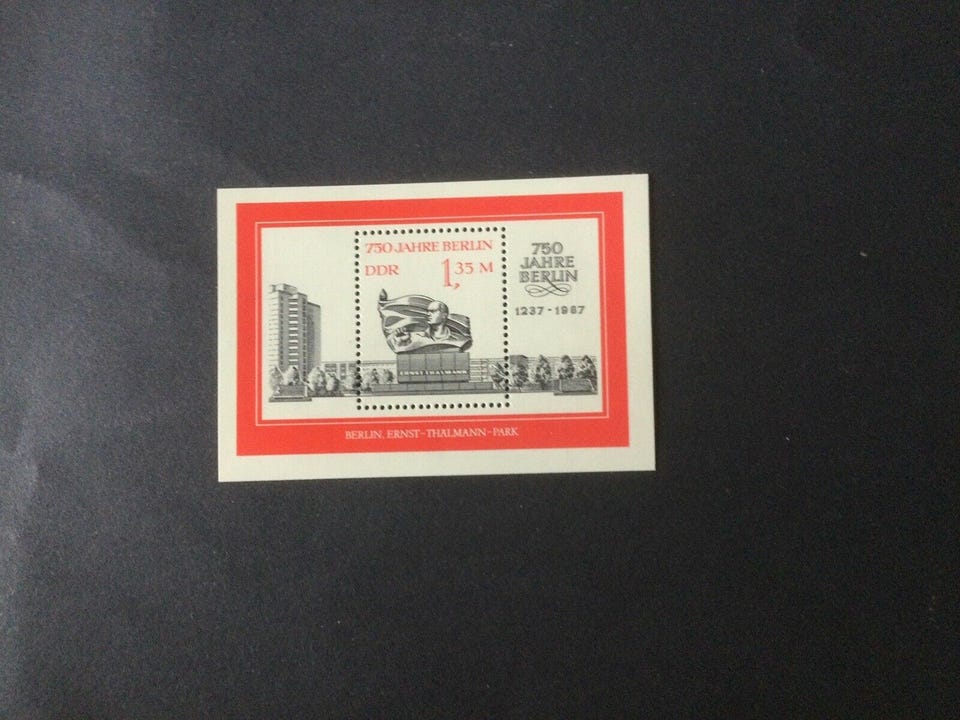 750 JAHRE BERLIN
DDR 1,35 M
ERNST THÄLMANN
750
JAHRE
BERLIN
1237-1987
BERLIN, ERNST-THÄLMANN-PARK